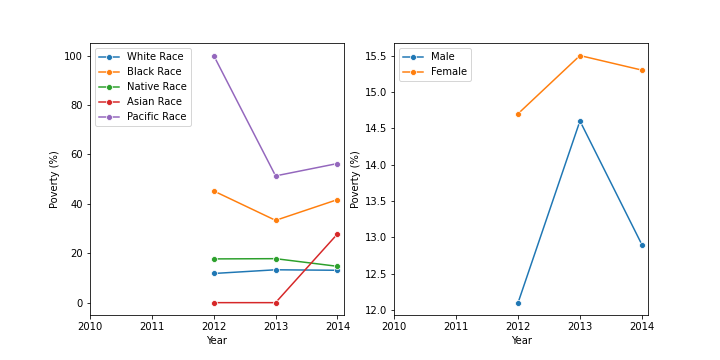 White Race
Black Race
Native Race
Asian Race
Pacific Race
100
80
60
40
20
0
Poverty (%)
2010 2011 2012 2013 2014
Year
Male
Female
15.5
15.0
14.5
14.0
13.5
13.0
12.5
12.0
Poverty (%)
2010 2011 2012 2013 2014
Year